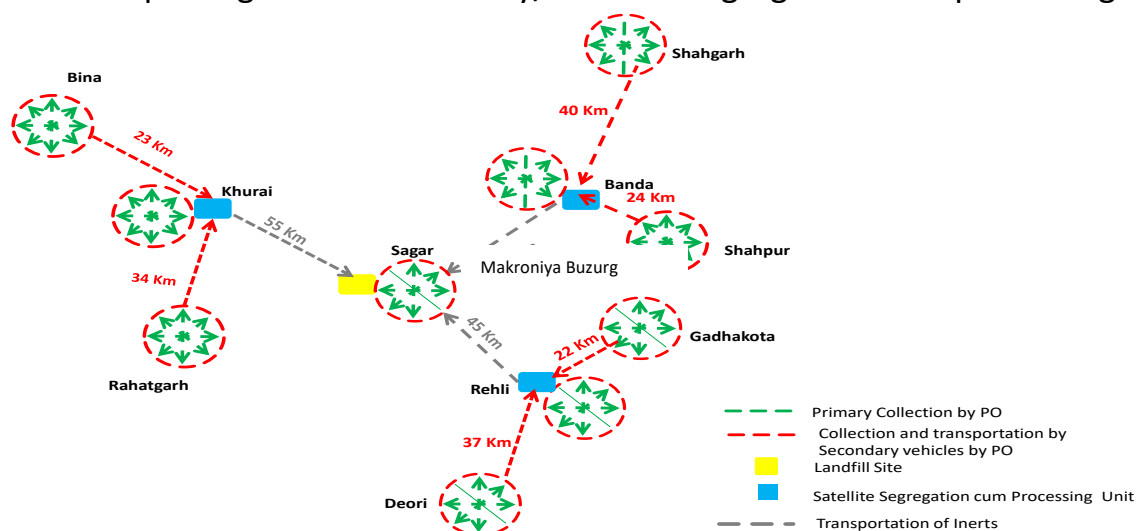 Shahgarh
Bina
40 Km
23 Km
Khurai
Banda
24 Km
55 Km
Sagar
Shahpur
Makroniya Buzurg
34 Km
45 Km
22 Km
Gadhakota
Rahatgarh
Rehli
37 Km
Deori
Primary Collection by PO
Collection and transportation by
Secondary vehicles by PO
Landfill Site
Satellite Segregation cum Processing Unit
Transportation of Inerts